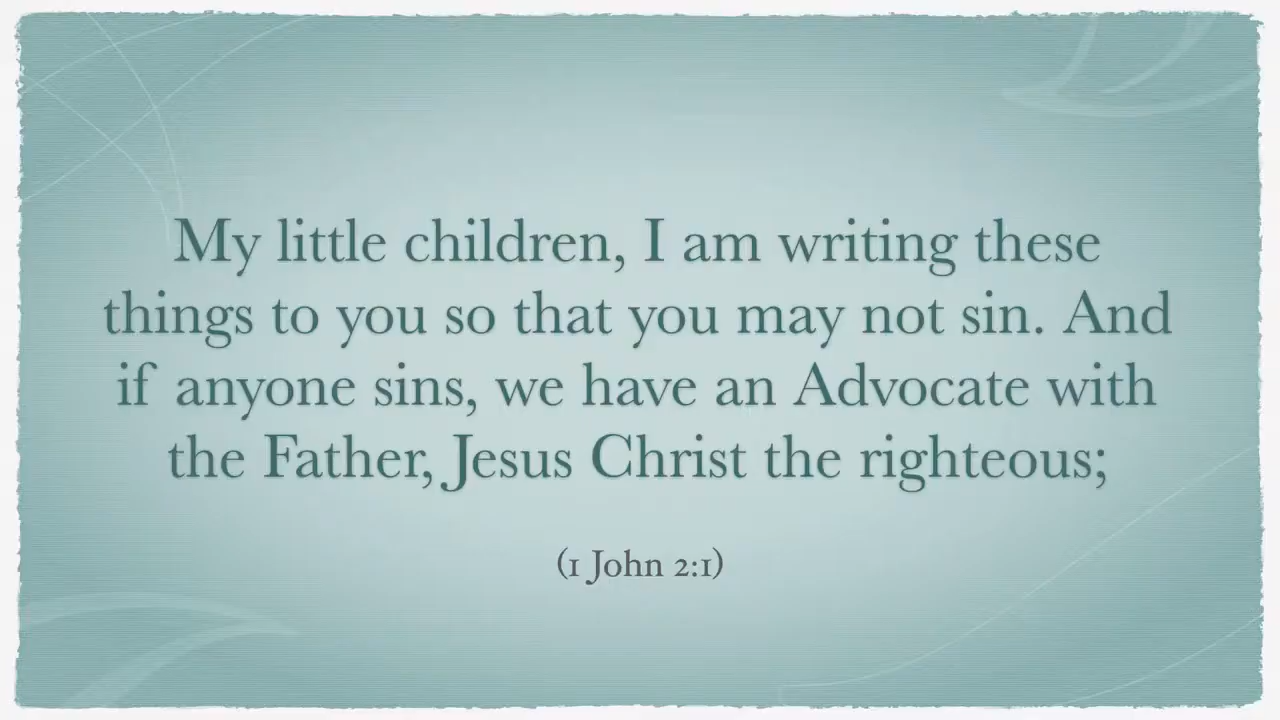 My little children, I am writing these
things to you so that you may not sin. And
if anyone sins, we have an Advocate with
the Father, Jesus Christ the righteous;
(1 John 2:1)